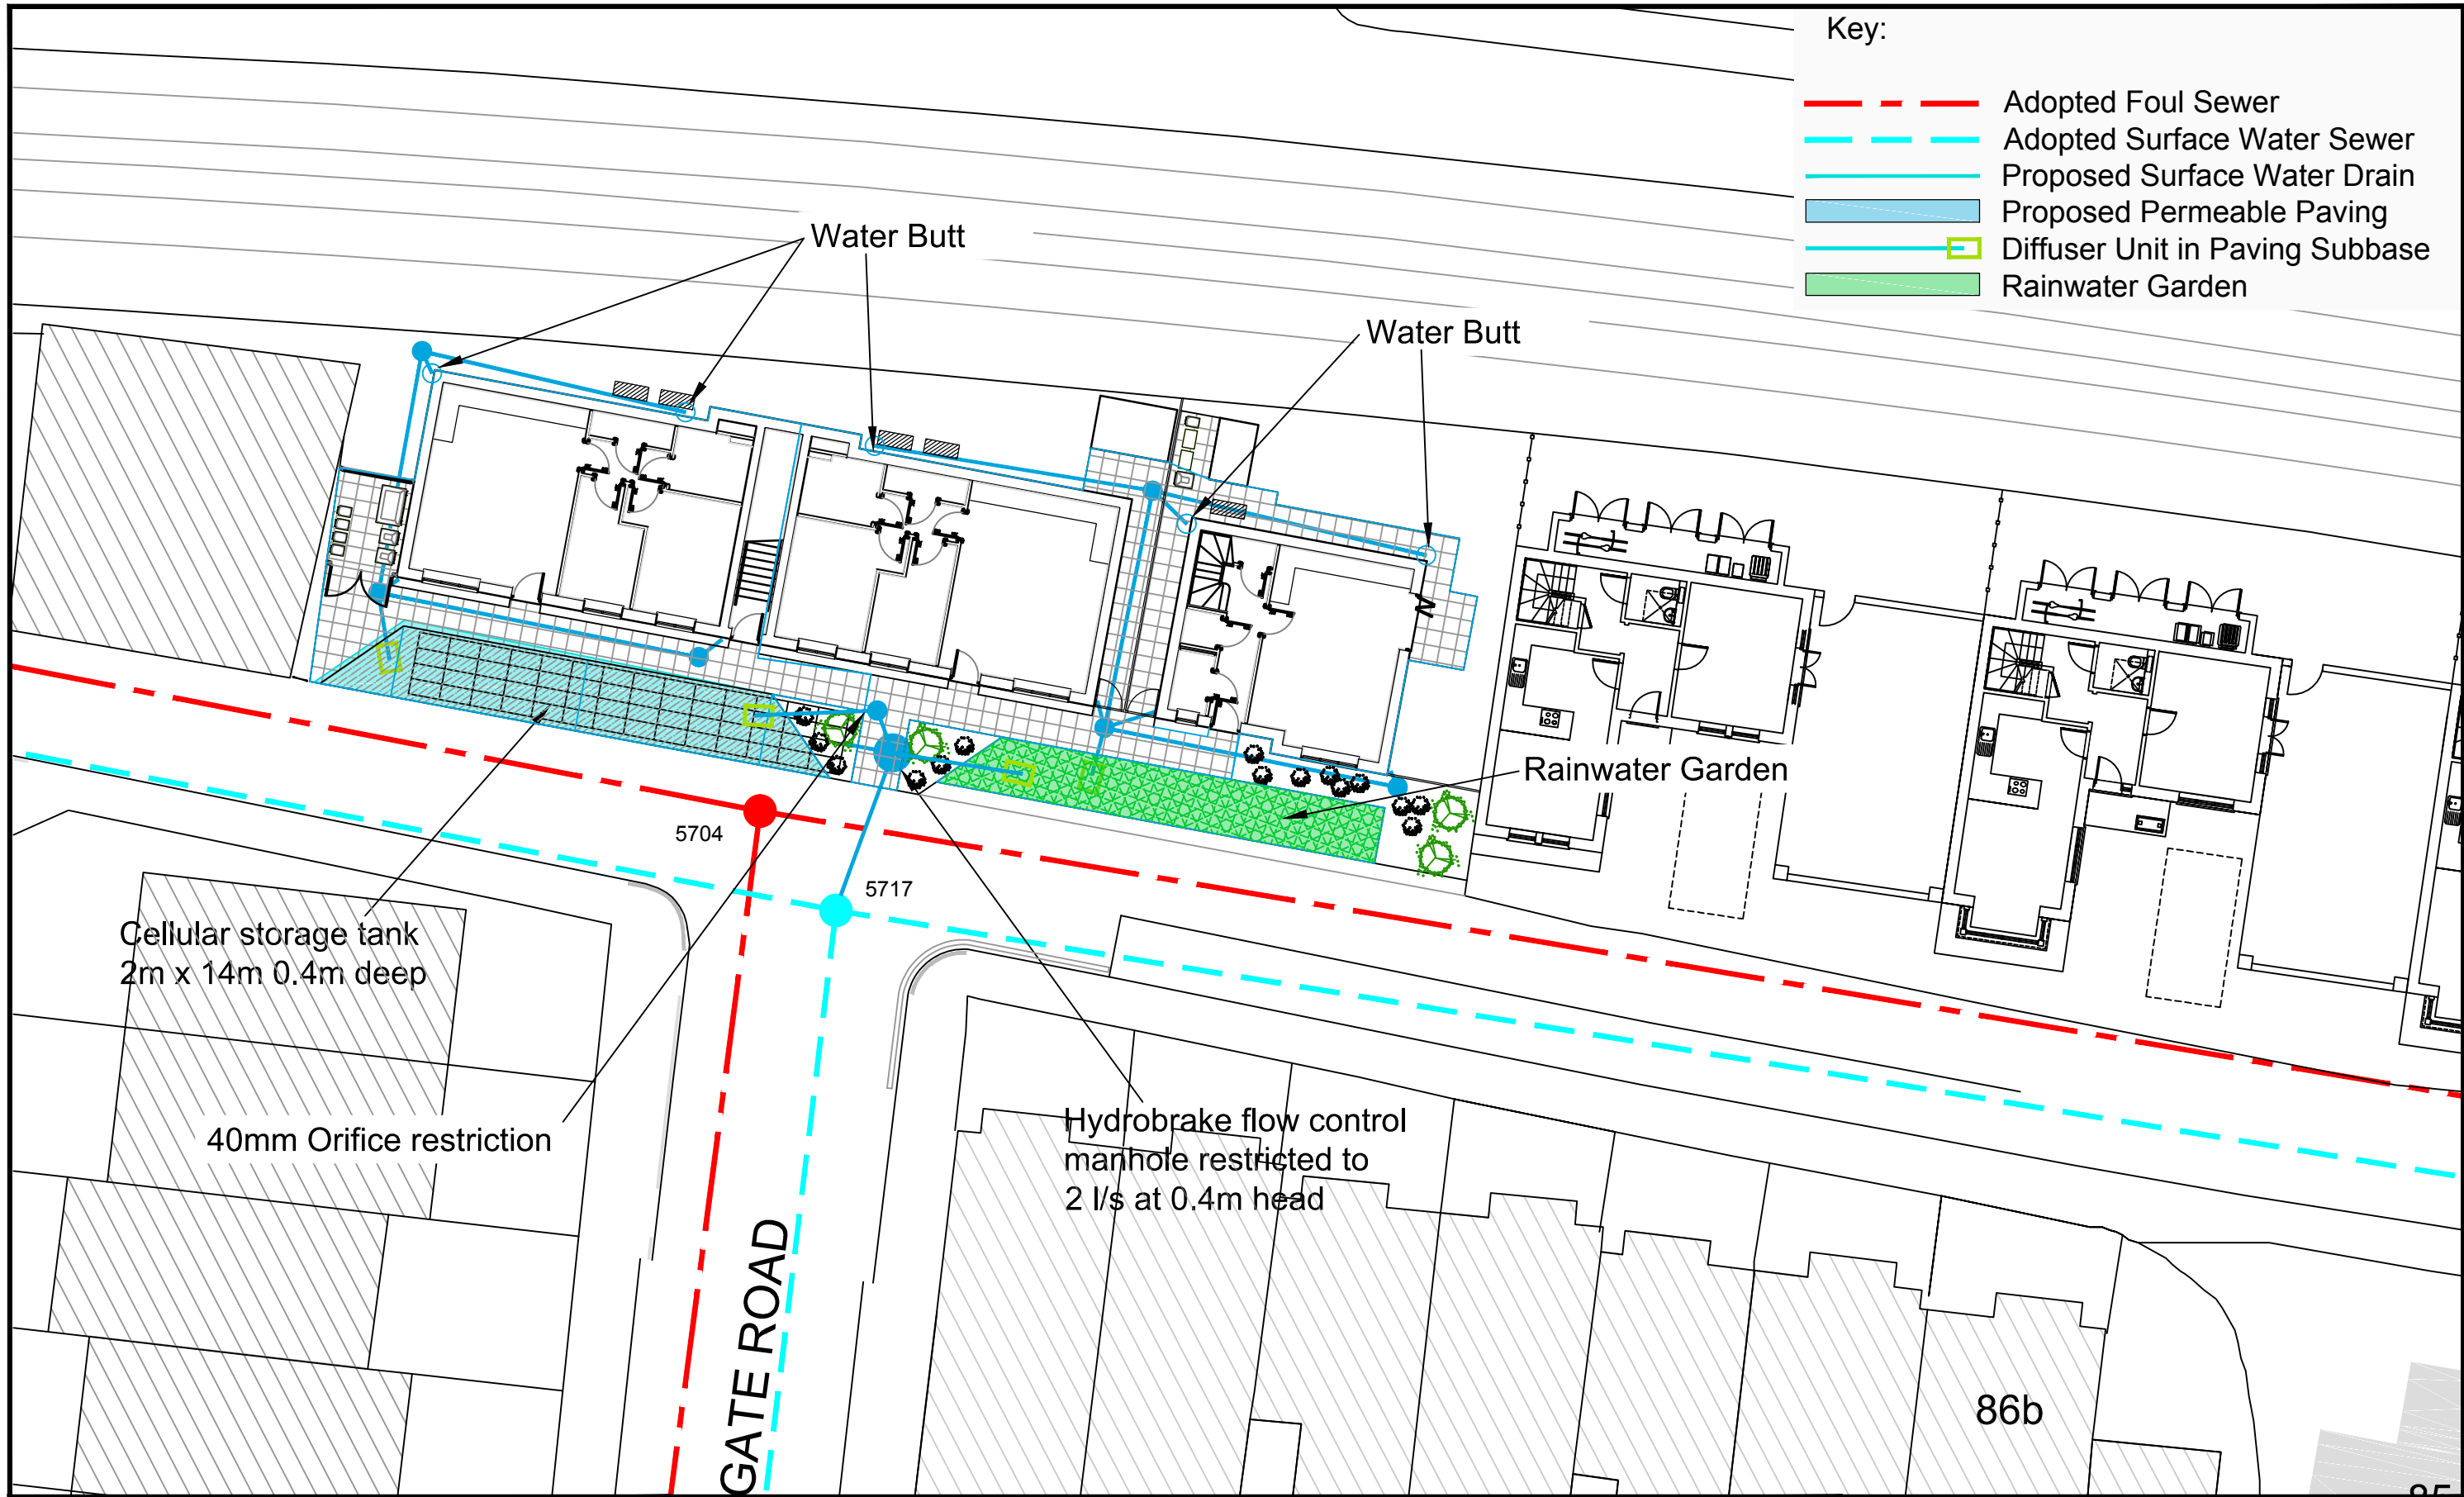 Key:
Adopted Foul Sewer
Adopted Surface Water Sewer
Proposed Surface Water Drain
Proposed Permeable Paving
Diffuser Unit in Paving Subbase
Rainwater Garden
Water Butt
Water Butt
Rainwater Garden
5704
5717
Cellular storage tank
2m x 14m 0.4m deep
40mm Orifice restriction
Hydrobrake flow control
manhole restricted to
2 l/s at 0.4m head
GATE ROAD
86b